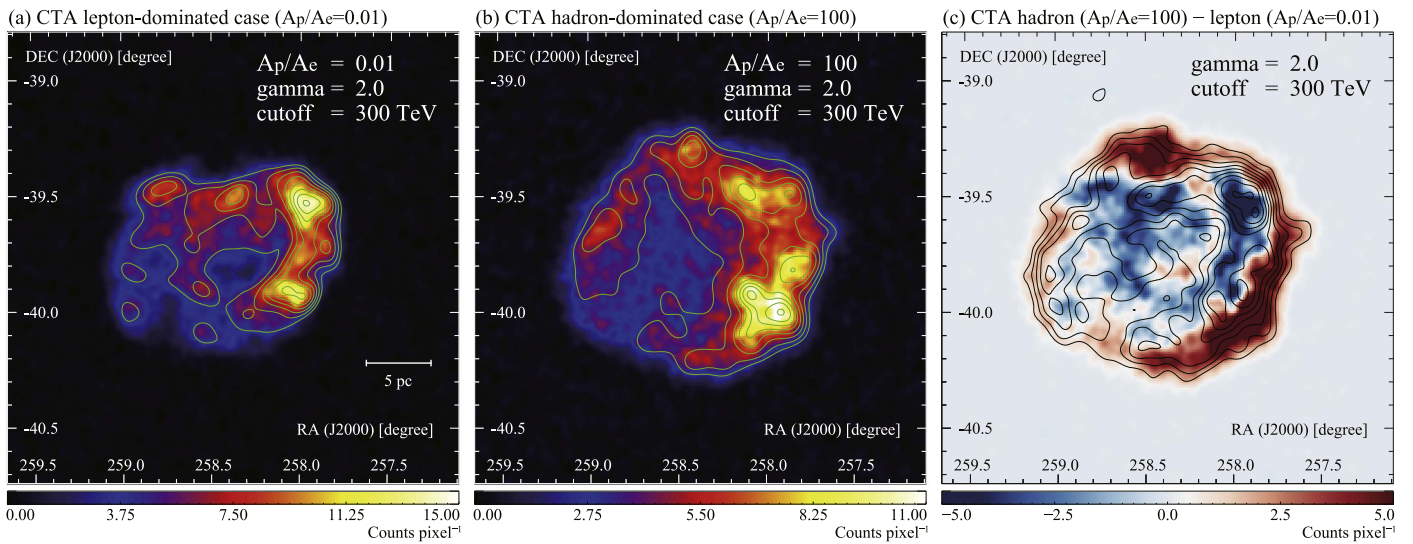 (a) CTA lepton-dominated case (Ap/Ae=0.01)
DEC (J2000) [degree]
Ap/Ae = 0.01
gamma = 2.0
cutoff = 300 TeV
-39.0
-39.5
-40.0
-40.5
5 pc
RA (J2000) [degree]
259.5 259.0 258.5 258.0 257.5
0.00 3.75 7.50 11.25 15.00
Counts pixel⁻¹
(b) CTA hadron-dominated case (Ap/Ae=100)
DEC (J2000) [degree]
Ap/Ae = 100
gamma = 2.0
cutoff = 300 TeV
-39.0
-39.5
-40.0
-40.5
RA (J2000) [degree]
259.5 259.0 258.5 258.0 257.5
0.00 2.75 5.50 8.25 11.00
Counts pixel⁻¹
(c) CTA hadron (Ap/Ae=100) − lepton (Ap/Ae=0.01)
DEC (J2000) [degree]
gamma = 2.0
cutoff = 300 TeV
-39.0
-39.5
-40.0
-40.5
RA (J2000) [degree]
259.5 259.0 258.5 258.0 257.5
−5.0 −2.5 0.0 2.5 5.0
Counts pixel⁻¹